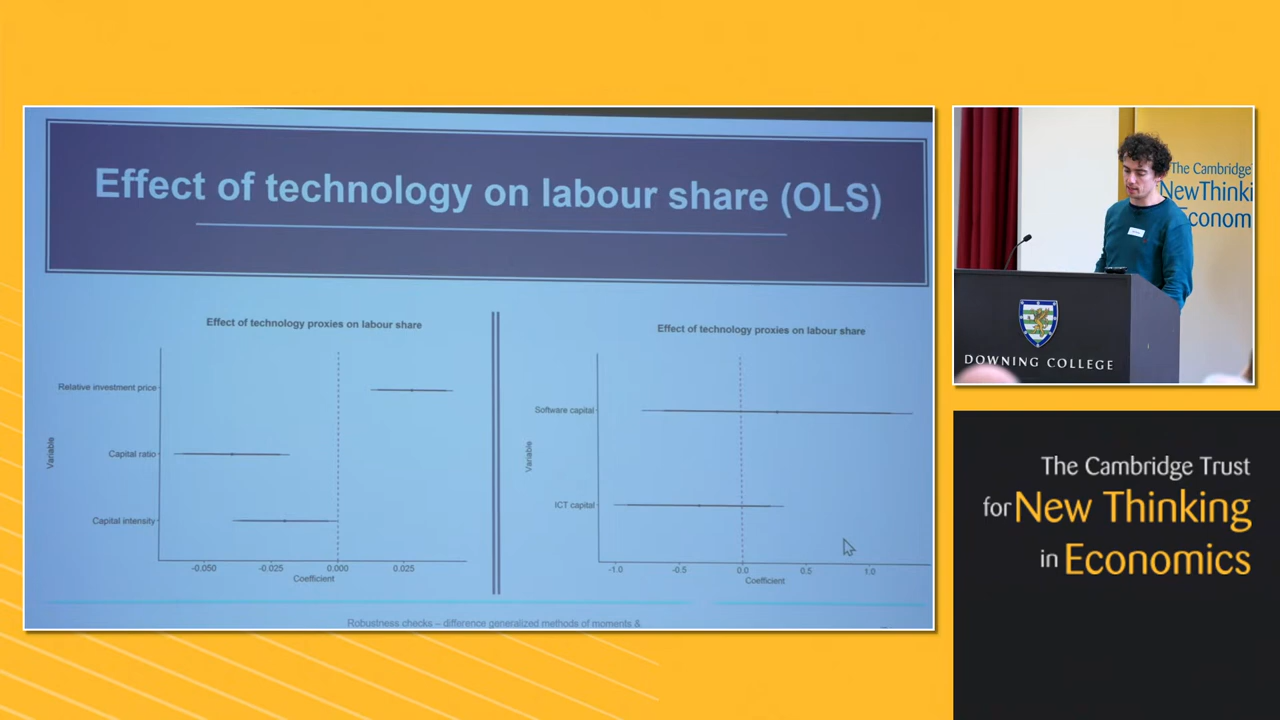 Effect of technology on labour share (OLS)
Effect of technology proxies on labour share
Variable
Relative investment price
Capital ratio
Capital intensity
-0.050
-0.025
0.000
0.025
Coefficient
Effect of technology proxies on labour share
Variable
Software capital
ICT capital
-1.0
-0.5
0.0
0.5
1.0
Coefficient
Robustness checks – difference generalized methods of moments &
The Cambridge
NewThinki
Econom
DOWNING COLLEGE
The Cambridge Trust
for New Thinking
in Economics